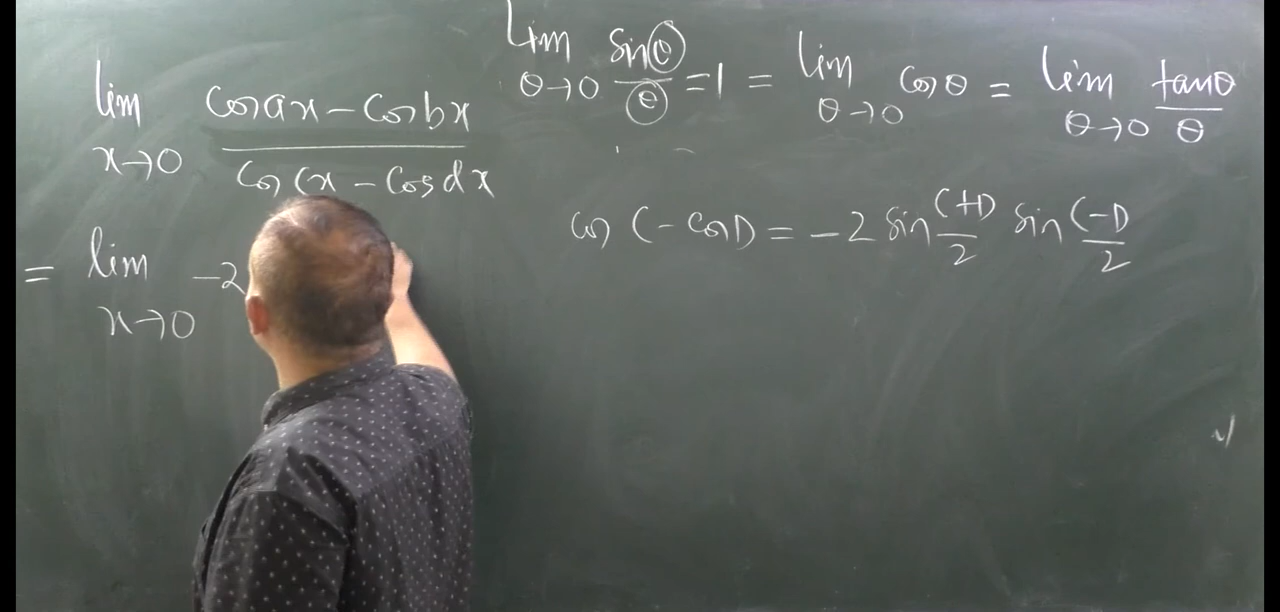 lim x→0 (cos ax − cos bx) / (cos cx − cos dx)
lim θ→0 sin θ / θ = 1 = lim θ→0 cos θ = lim θ→0 tan θ / θ
cos C − cos D = −2 sin (C+D)/2 sin (C−D)/2
= lim x→0 −2